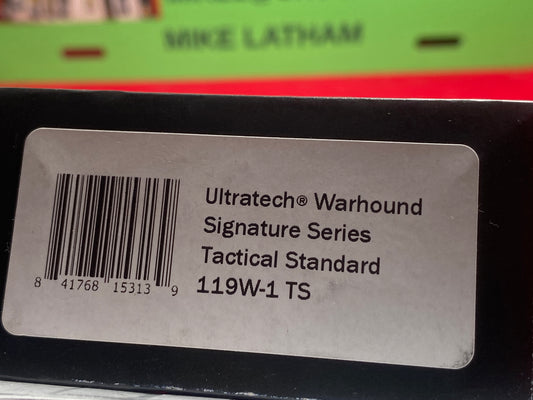 MIKE LATHAM
Ultratech® Warhound
Signature Series
Tactical Standard
119W-1 TS
8 41768 15313 9